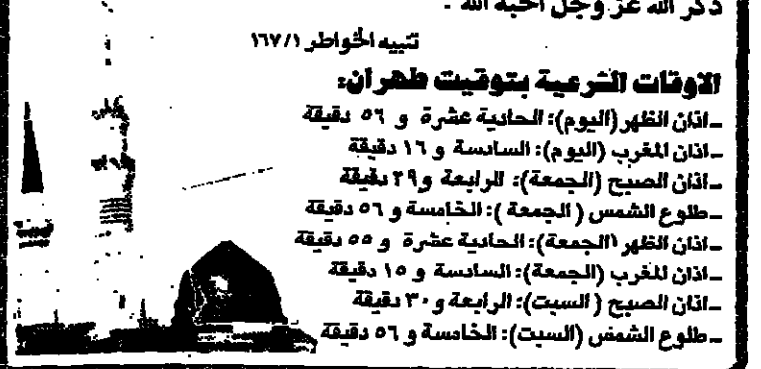 ذكر الله عز وجل احبه الله .
تنبيه الخواطر ١٦٧/١
الاوقات الشرعية بتوقيت طهران:
ـ اذان الظهر (اليوم): الحادية عشرة و ٥٦ دقيقة
ـ اذان المغرب (اليوم): السادسة و ١٦ دقيقة
ـ اذان الصبح (الجمعة): الرابعة و ٢٩ دقيقة
ـ طلوع الشمس (الجمعة): الخامسة و ٥٦ دقيقة
ـ اذان الظهر (الجمعة): الحادية عشرة و ٥٥ دقيقة
ـ اذان المغرب (الجمعة): السادسة و ١٥ دقيقة
ـ اذان الصبح (السبت): الرابعة و ٣٠ دقيقة
ـ طلوع الشمس (السبت): الخامسة و ٥٦ دقيقة